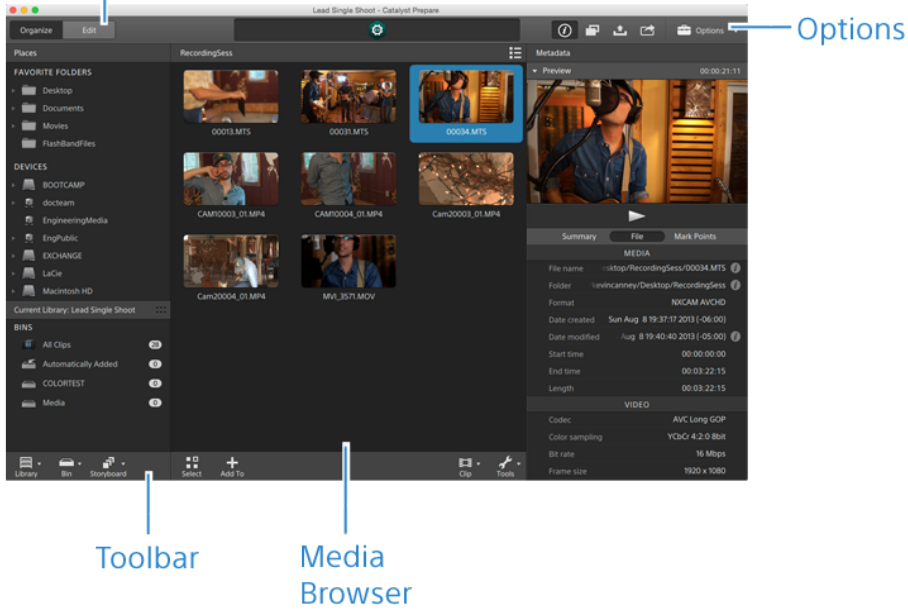 Lead Single Shoot - Catalyst Prepare
Organize Edit
Options
Options
Places
RecordingSess
Metadata
FAVORITE FOLDERS
Desktop
Documents
Movies
FlashBandFiles
DEVICES
BOOTCAMP
docteam
EngineeringMedia
EngPublic
EXCHANGE
LaCie
Macintosh HD
Current Library: Lead Single Shoot
BINS
All Clips 28
Automatically Added 0
COLORTEST 0
Media 0
00013.MTS 00031.MTS 00034.MTS
CAM10003_01.MP4 CAM10004_01.MP4 Cam20003_01.MP4
Cam20004_01.MP4 MVI_3571.MOV
Preview 00:00:21:11
Summary File Mark Points
MEDIA
File name sktop/RecordingSess/00034.MTS
Folder evincanney/Desktop/RecordingSess
Format NXCAM AVCHD
Date created Sun Aug 8 19:37:17 2013 (-06:00)
Date modified Aug 8 19:40:40 2013 (-05:00)
Start time 00:00:00:00
End time 00:03:22:15
Length 00:03:22:15
VIDEO
Codec AVC Long GOP
Color sampling YCbCr 4:2:0 8bit
Bit rate 16 Mbps
Frame size 1920 x 1080
Library Bin Storyboard Select Add To Clip Tools
Toolbar
Media
Browser